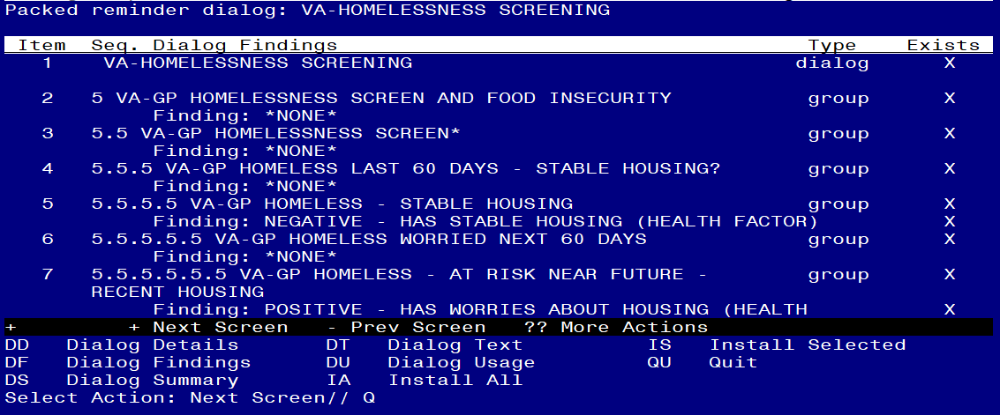 Packed reminder dialog: VA-HOMELESSNESS SCREENING
Item Seq. Dialog Findings Type Exists
1 VA-HOMELESSNESS SCREENING dialog X
2 5 VA-GP HOMELESSNESS SCREEN AND FOOD INSECURITY group X
Finding: *NONE*
3 5.5 VA-GP HOMELESSNESS SCREEN* group X
Finding: *NONE*
4 5.5.5 VA-GP HOMELESS LAST 60 DAYS - STABLE HOUSING? group X
Finding: *NONE*
5 5.5.5.5 VA-GP HOMELESS - STABLE HOUSING group X
Finding: NEGATIVE - HAS STABLE HOUSING (HEALTH FACTOR) X
6 5.5.5.5.5 VA-GP HOMELESS WORRIED NEXT 60 DAYS group X
Finding: *NONE*
7 5.5.5.5.5.5 VA-GP HOMELESS - AT RISK NEAR FUTURE - group X
RECENT HOUSING
Finding: POSITIVE - HAS WORRIES ABOUT HOUSING (HEALTH X
+ + Next Screen - Prev Screen ?? More Actions
DD Dialog Details DT Dialog Text IS Install Selected
DF Dialog Findings DU Dialog Usage QU Quit
DS Dialog Summary IA Install All
Select Action: Next Screen// Q